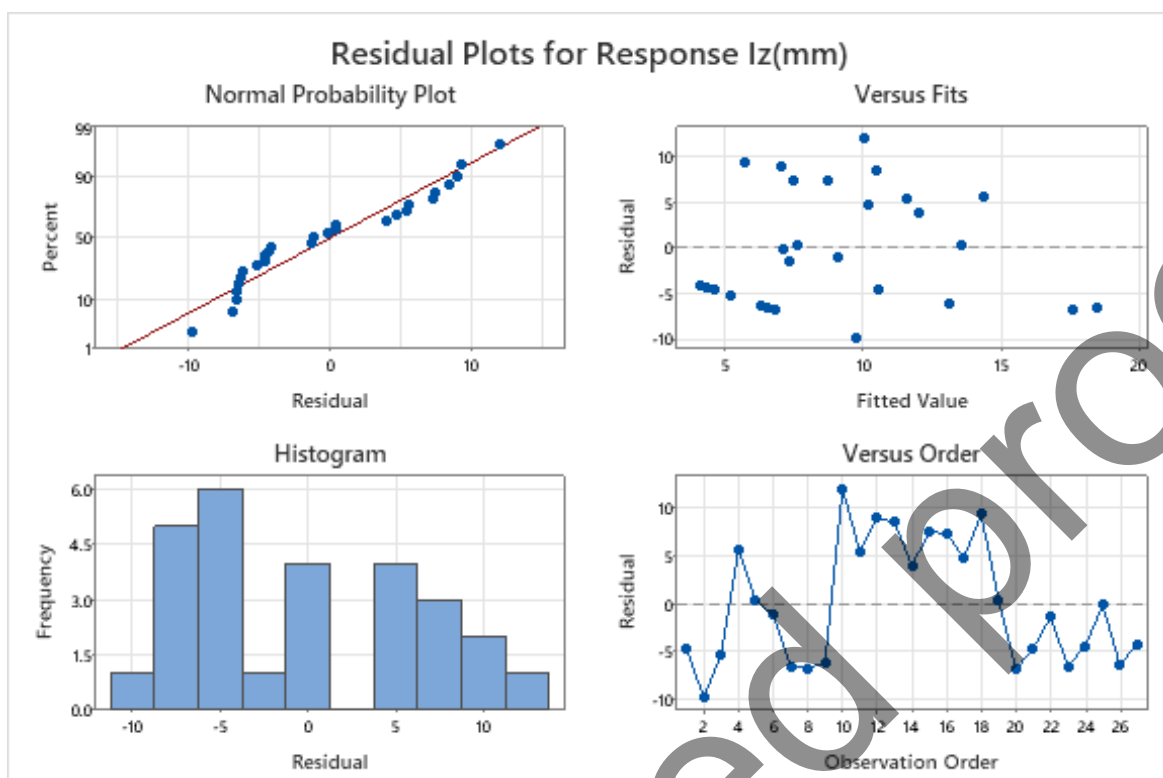 Residual Plots for Response Iz(mm)
Normal Probability Plot
99
90
50
10
1
Percent
-10 0 10
Residual
Versus Fits
10
5
0
-5
-10
Residual
5 10 15 20
Fitted Value
Histogram
6.0
4.5
3.0
1.5
0.0
Frequency
-10 -5 0 5 10
Residual
Versus Order
10
5
0
-5
-10
Residual
2 4 6 8 10 12 14 16 18 20 22 24 26
Observation Order
ed pro